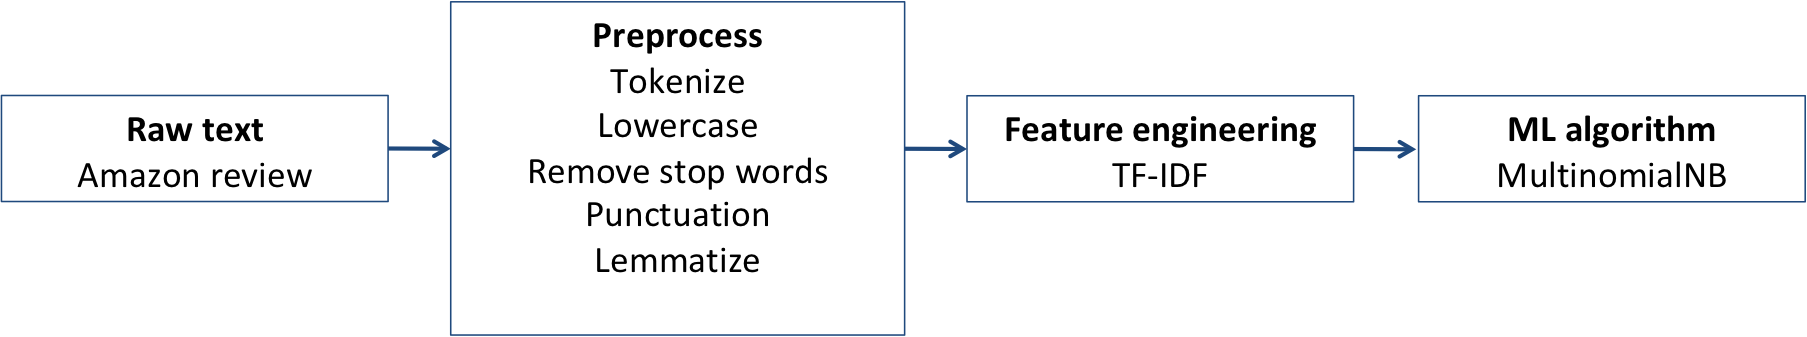 Raw text
Amazon review
Preprocess
Tokenize
Lowercase
Remove stop words
Punctuation
Lemmatize
Feature engineering
TF-IDF
ML algorithm
MultinomialNB